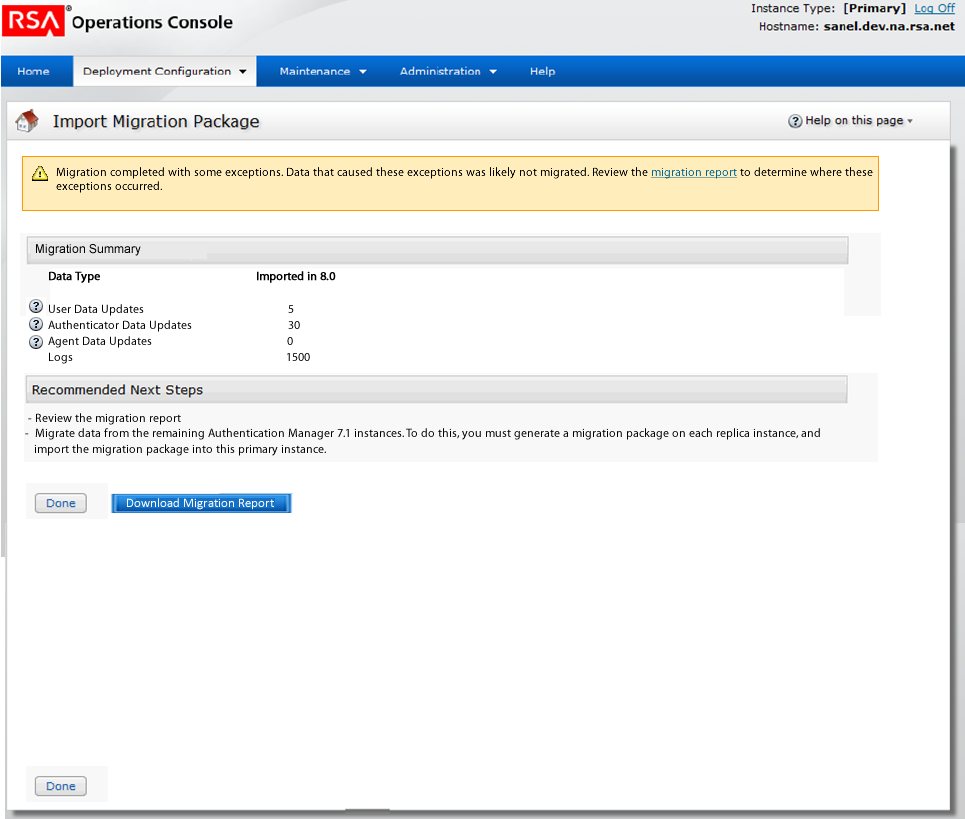 Instance Type: [Primary] Log Off
RSA® Operations Console
Hostname: sanel.dev.na.rsa.net
Home Deployment Configuration Maintenance Administration Help
Import Migration Package
Help on this page
Migration completed with some exceptions. Data that caused these exceptions was likely not migrated. Review the migration report to determine where these
exceptions occurred.
Migration Summary
Data Type Imported in 8.0
User Data Updates 5
Authenticator Data Updates 30
Agent Data Updates 0
Logs 1500
Recommended Next Steps
- Review the migration report
- Migrate data from the remaining Authentication Manager 7.1 instances. To do this, you must generate a migration package on each replica instance, and
import the migration package into this primary instance.
Done Download Migration Report
Done